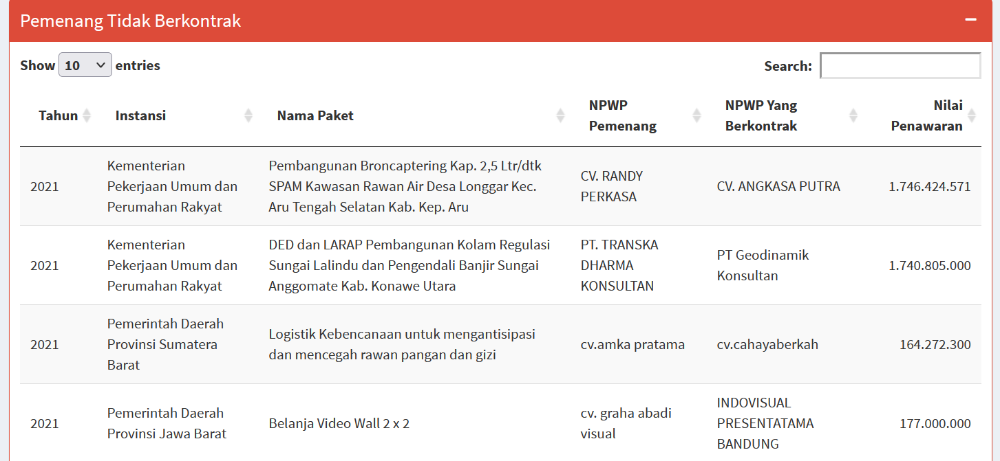 Pemenang Tidak Berkontrak
Show 10 entries
Search:
Tahun
Instansi
Nama Paket
NPWP
Pemenang
NPWP Yang
Berkontrak
Nilai
Penawaran
2021
Kementerian
Pekerjaan Umum dan
Perumahan Rakyat
Pembangunan Broncaptering Kap. 2,5 Ltr/dtk
SPAM Kawasan Rawan Air Desa Longgar Kec.
Aru Tengah Selatan Kab. Kep. Aru
CV. RANDY
PERKASA
CV. ANGKASA PUTRA
1.746.424.571
2021
Kementerian
Pekerjaan Umum dan
Perumahan Rakyat
DED dan LARAP Pembangunan Kolam Regulasi
Sungai Lalindu dan Pengendali Banjir Sungai
Anggomate Kab. Konawe Utara
PT. TRANSKA
DHARMA
KONSULTAN
PT Geodinamik
Konsultan
1.740.805.000
2021
Pemerintah Daerah
Provinsi Sumatera
Barat
Logistik Kebencanaan untuk mengantisipasi
dan mencegah rawan pangan dan gizi
cv.amka pratama
cv.cahayaberkah
164.272.300
2021
Pemerintah Daerah
Provinsi Jawa Barat
Belanja Video Wall 2 x 2
cv. graha abadi
visual
INDOVISUAL
PRESENTATAMA
BANDUNG
177.000.000